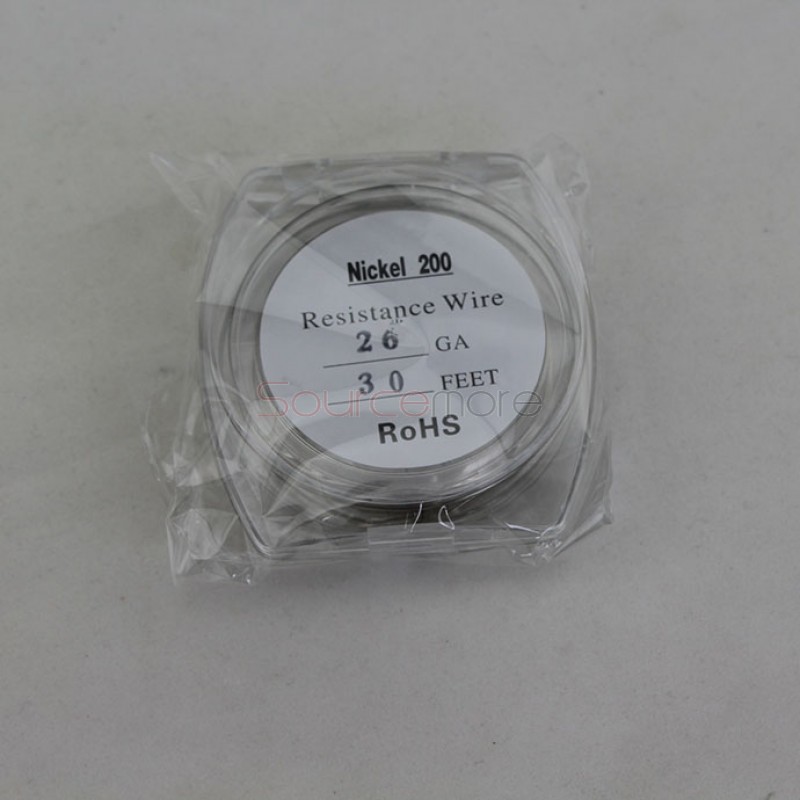 Nickel 200
Resistance Wire
26 GA
30 FEET
Sourcemore
RoHS